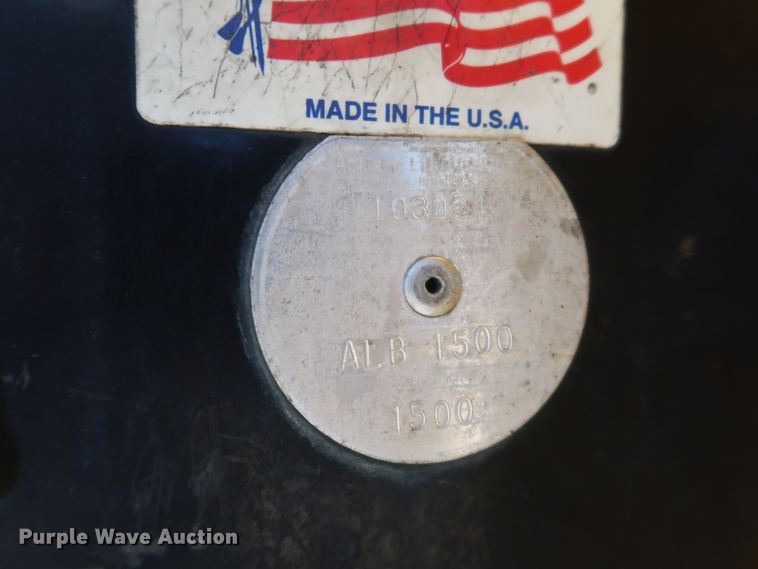 MADE IN THE U.S.A.
103021
ALB 1500
1500
Purple Wave Auction